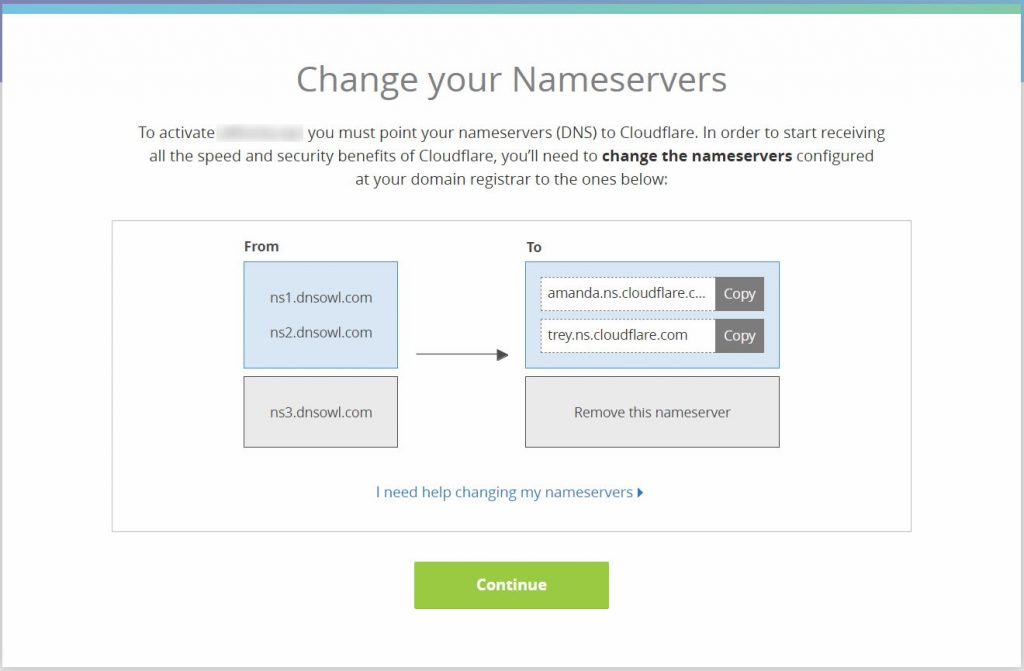 Change your Nameservers
To activate you must point your nameservers (DNS) to Cloudflare. In order to start receiving
all the speed and security benefits of Cloudflare, you’ll need to change the nameservers configured
at your domain registrar to the ones below:
From
To
ns1.dnsowl.com
ns2.dnsowl.com
amanda.ns.cloudflare.c... Copy
trey.ns.cloudflare.com Copy
ns3.dnsowl.com
Remove this nameserver
I need help changing my nameservers
Continue